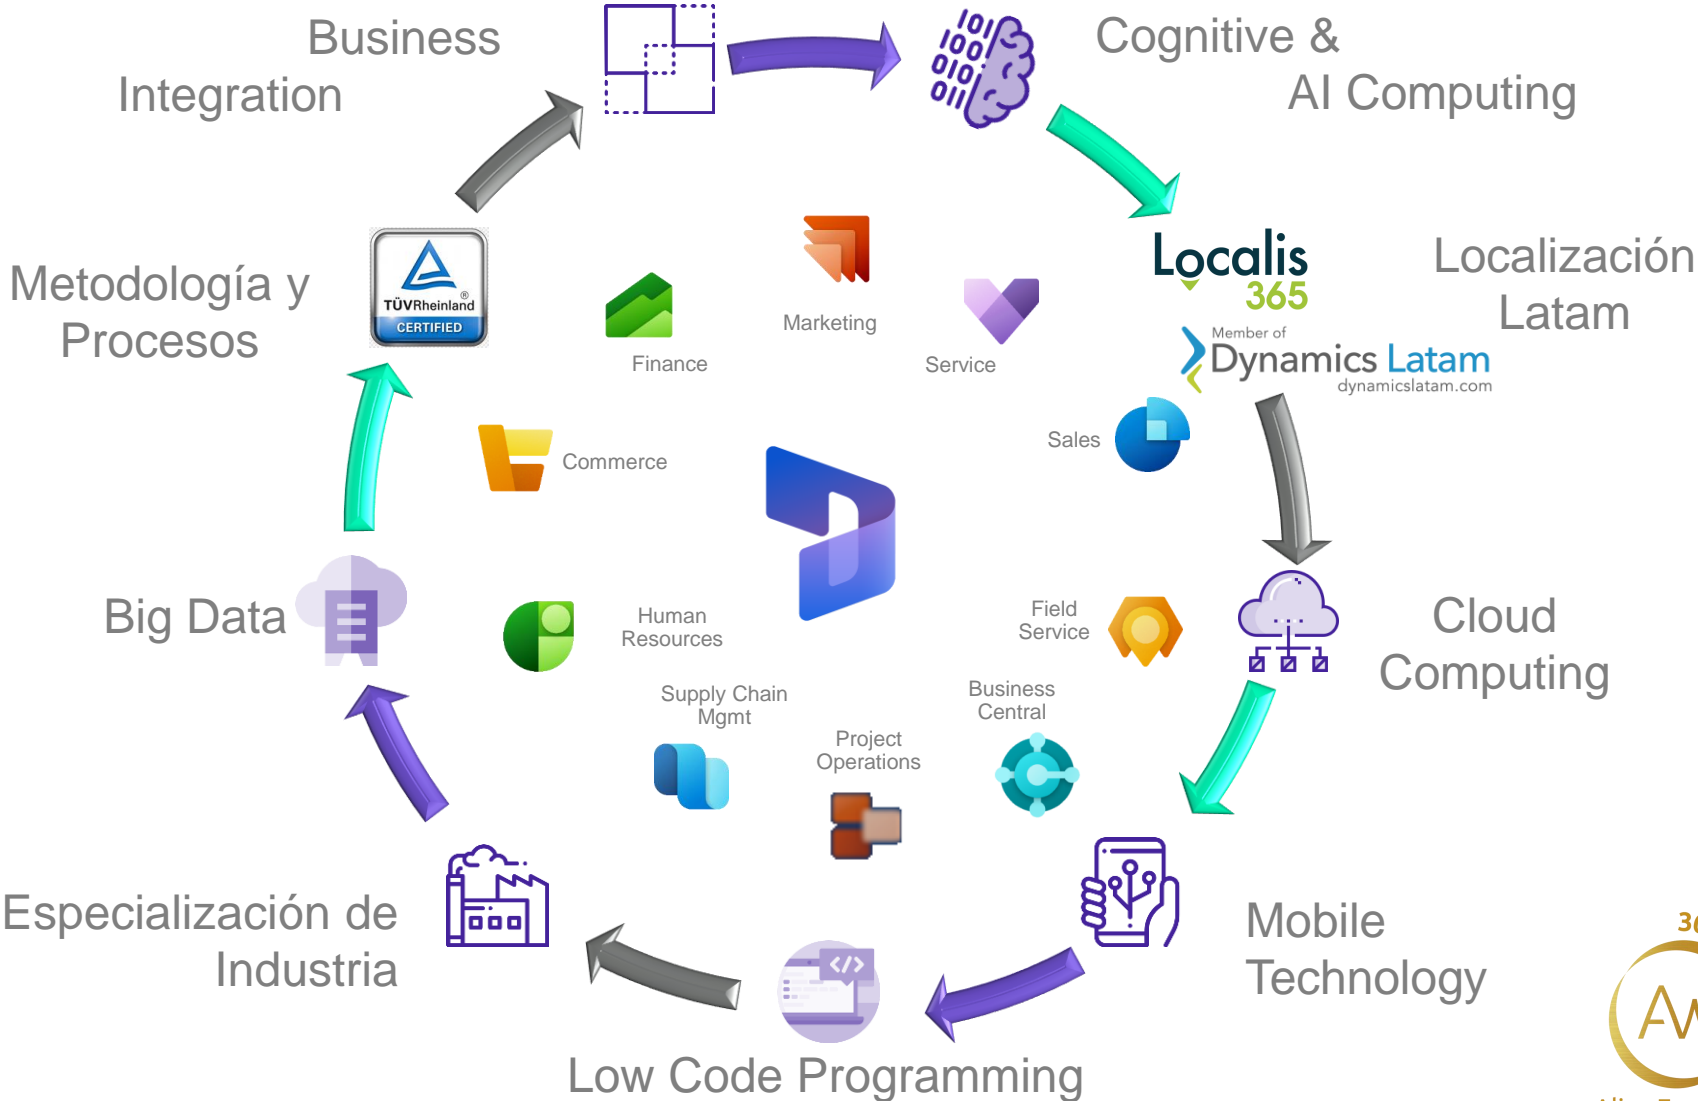 Business
Integration
Cognitive &
AI Computing
Localis
365
Member of
Dynamics Latam
dynamicslatam.com
Localización
Latam
Metodología y
Procesos
TÜVRheinland®
CERTIFIED
Marketing
Finance
Service
Sales
Commerce
Human
Resources
Field
Service
Supply Chain
Mgmt
Project
Operations
Business
Central
Big Data
Cloud
Computing
Especialización de
Industria
Mobile
Technology
Low Code Programming